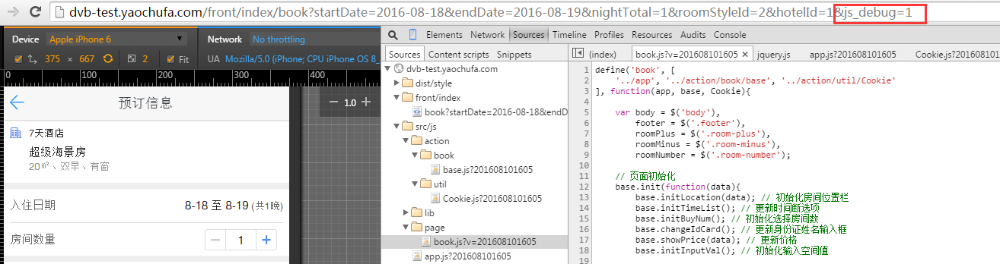 dvb-test.yaochufa.com/front/index/book?startDate=2016-08-18&endDate=2016-08-19&nightTotal=1&roomStyleId=2&hotelId=1&js_debug=1
Device Apple iPhone 6
375 × 667 2 Fit
Network No throttling
UA Mozilla/5.0 (iPhone; CPU iPhone OS 8_
0 100 200 300 400
预订信息
7天酒店
超级海景房
20㎡、双早、有窗
入住日期 8-18 至 8-19 (共1晚)
房间数量 − 1 +
− 1.0 +
Elements Network Sources Timeline Profiles Resources Audits Console
Sources Content scripts Snippets
dvb-test.yaochufa.com
dist/style
front/index
book?startDate=2016-08-18&endD
src/js
action
book
base.js?201608101605
util
Cookie.js?201608101605
lib
page
book.js?v=201608101605
app.js?201608101605
(index) book.js?v=201608101605 × jquery.js app.js?201608101605 Cookie.js?20160810
1 define('book', [
2 '../app', '../action/book/base', '../action/util/Cookie'
3 ], function(app, base, Cookie){
4
5 var body = $('body'),
6 footer = $('.footer'),
7 roomPlus = $('.room-plus'),
8 roomMinus = $('.room-minus'),
9 roomNumber = $('.room-number');
10
11 // 页面初始化
12 base.init(function(data){
13 base.initLocation(data); // 初始化房间位置栏
14 base.initTimeList(); // 更新时间断选项
15 base.initBuyNum(); // 初始化选择房间数
16 base.changeIdCard(); // 更新身份证姓名输入框
17 base.showPrice(data); // 更新价格
18 base.initInputVal(); // 初始化输入空间值
19